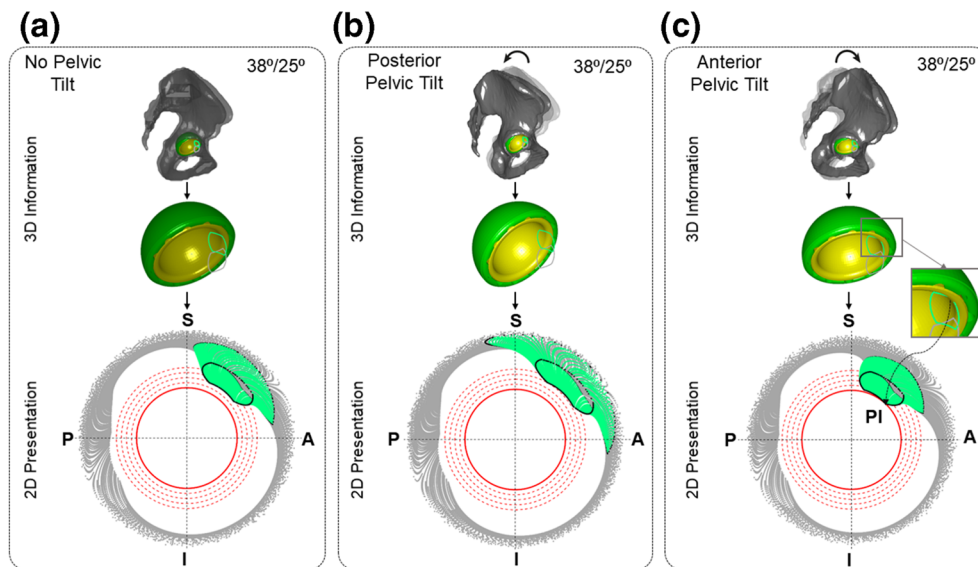 (a)
No Pelvic
Tilt
38º/25º
3D Information
S
P
A
2D Presentation
I
(b)
Posterior
Pelvic Tilt
38º/25º
3D Information
S
P
A
2D Presentation
I
(c)
Anterior
Pelvic Tilt
38º/25º
3D Information
S
PI
P
A
2D Presentation
I